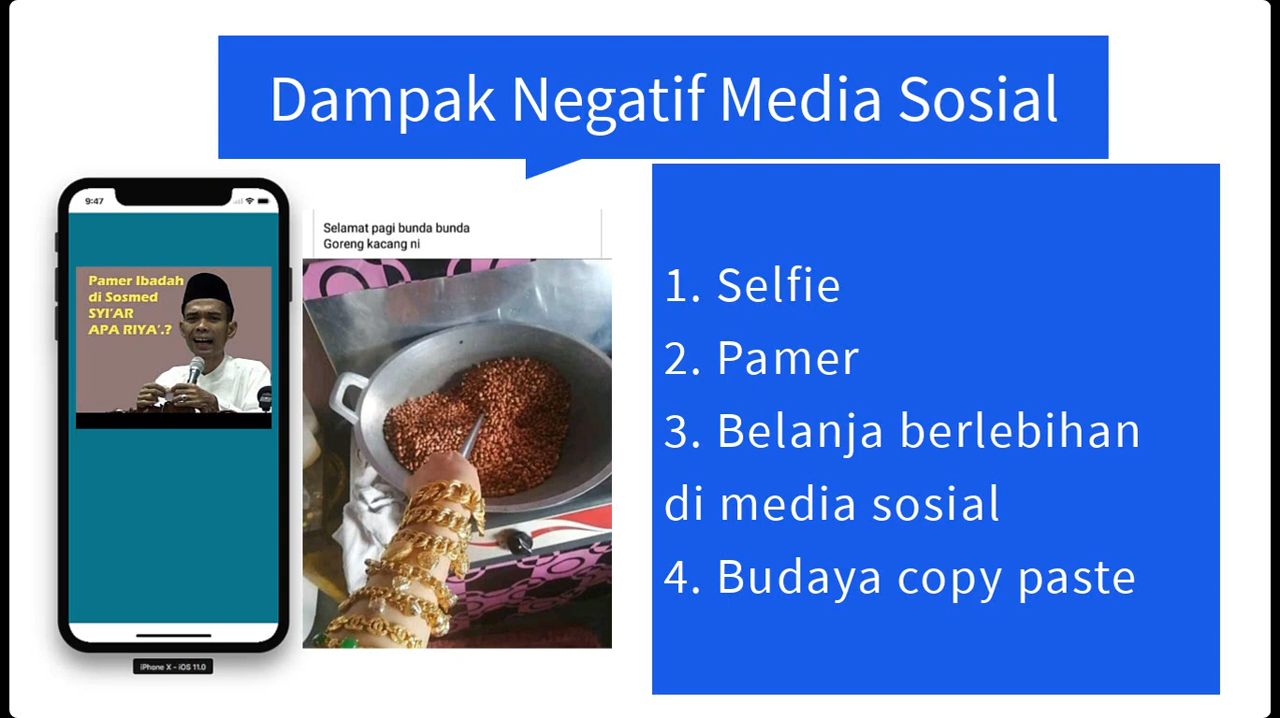 Dampak Negatif Media Sosial
9:47
Pamer Ibadah
di Sosmed
SYI'AR
APA RIYA'.?
iPhone X - iOS 11.0
Selamat pagi bunda bunda
Goreng kacang ni
1. Selfie
2. Pamer
3. Belanja berlebihan
di media sosial
4. Budaya copy paste